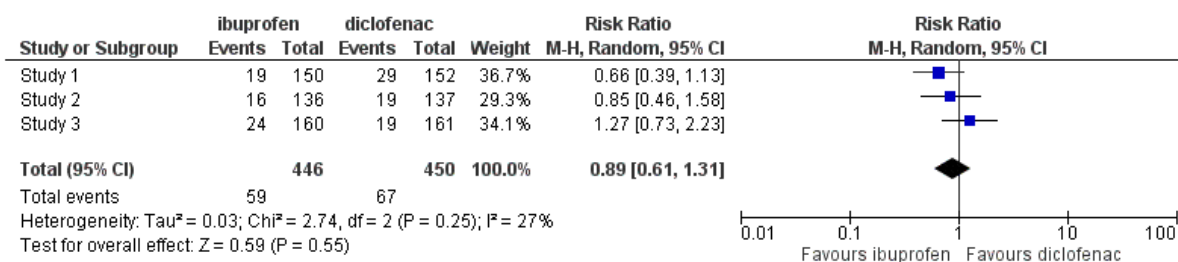 ibuprofen diclofenac Risk Ratio Risk Ratio
Study or Subgroup Events Total Events Total Weight M-H, Random, 95% CI M-H, Random, 95% CI
Study 1 19 150 29 152 36.7% 0.66 [0.39, 1.13]
Study 2 16 136 19 137 29.3% 0.85 [0.46, 1.58]
Study 3 24 160 19 161 34.1% 1.27 [0.73, 2.23]
Total (95% CI) 446 450 100.0% 0.89 [0.61, 1.31]
Total events 59 67
Heterogeneity: Tau² = 0.03; Chi² = 2.74, df = 2 (P = 0.25); I² = 27%
Test for overall effect: Z = 0.59 (P = 0.55)
0.01 0.1 1 10 100
Favours ibuprofen Favours diclofenac